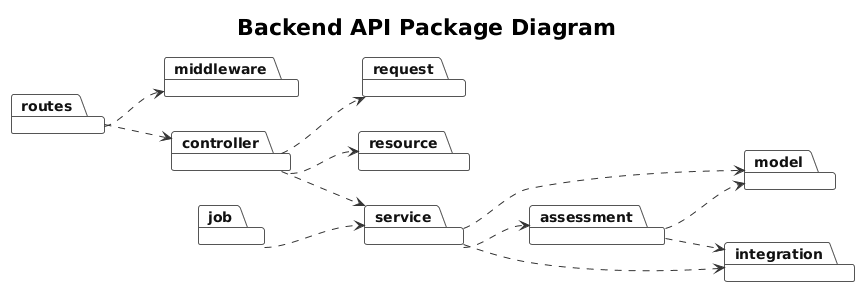 Backend API Package Diagram
middleware
request
routes
controller
resource
model
job
service
assessment
integration